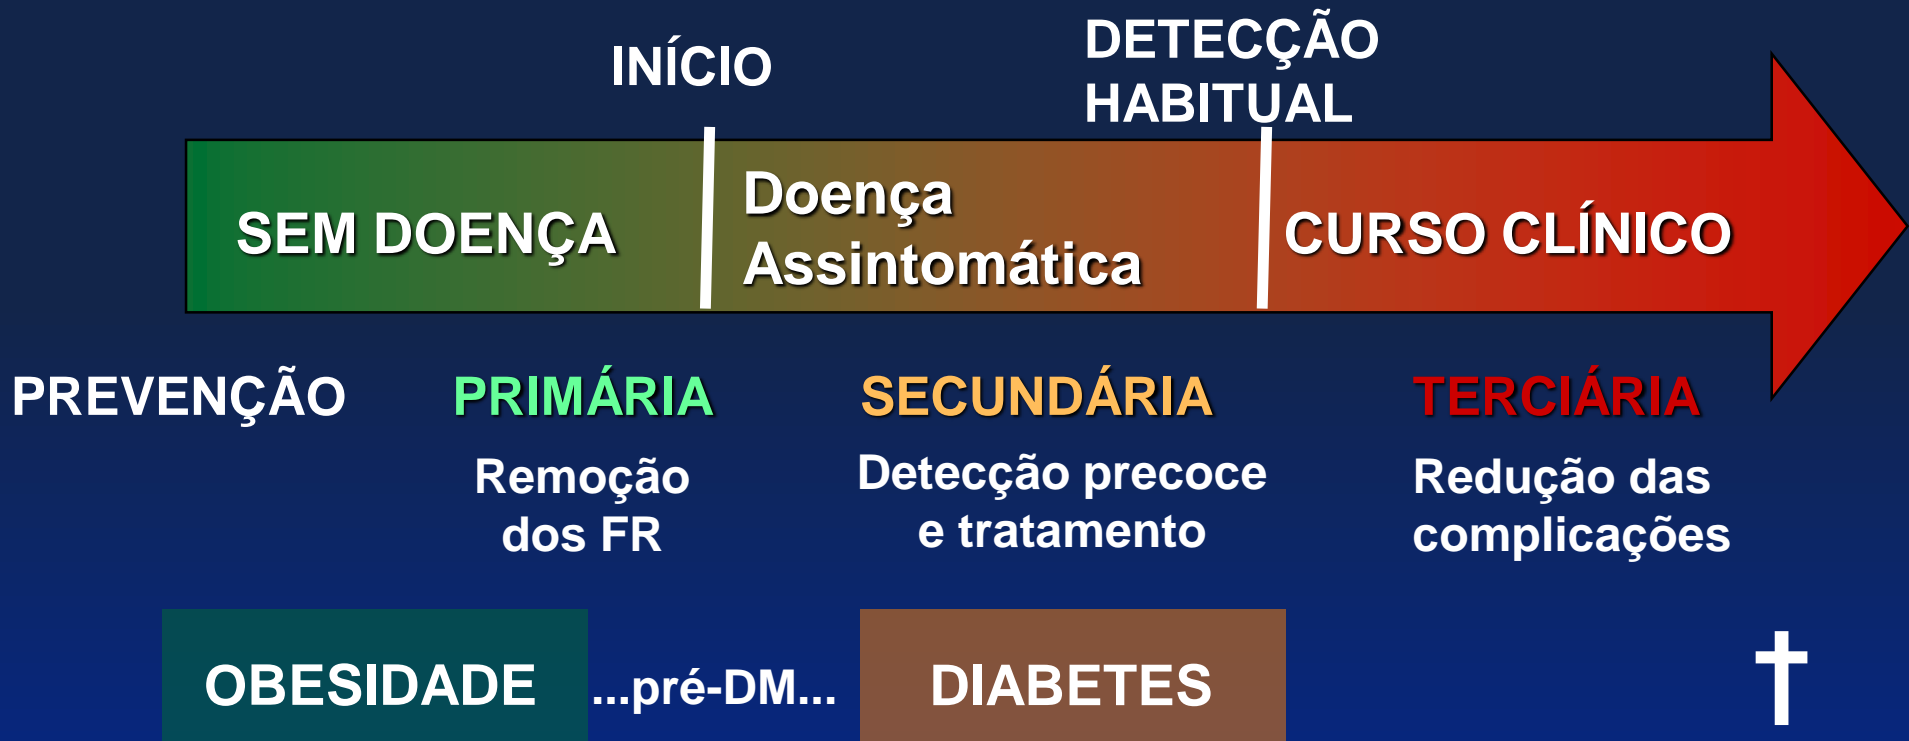 INÍCIO
DETECÇÃO
HABITUAL
SEM DOENÇA
Doença
Assintomática
CURSO CLÍNICO
PREVENÇÃO PRIMÁRIA SECUNDÁRIA TERCIÁRIA
Remoção
dos FR
Detecção precoce
e tratamento
Redução das
complicações
OBESIDADE ...pré-DM... DIABETES